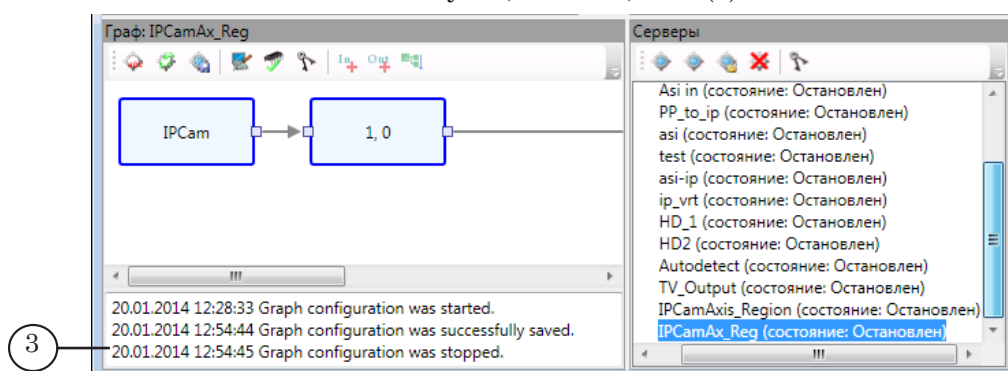 Граф: IPCamAx_Reg
In
Out
IPCam
1, 0
20.01.2014 12:28:33 Graph configuration was started.
20.01.2014 12:54:44 Graph configuration was successfully saved.
20.01.2014 12:54:45 Graph configuration was stopped.
3
Серверы
Asi in (состояние: Остановлен)
PP_to_ip (состояние: Остановлен)
asi (состояние: Остановлен)
test (состояние: Остановлен)
asi-ip (состояние: Остановлен)
ip_vrt (состояние: Остановлен)
HD_1 (состояние: Остановлен)
HD2 (состояние: Остановлен)
Autodetect (состояние: Остановлен)
TV_Output (состояние: Остановлен)
IPCamAxis_Region (состояние: Остановлен)
IPCamAx_Reg (состояние: Остановлен)